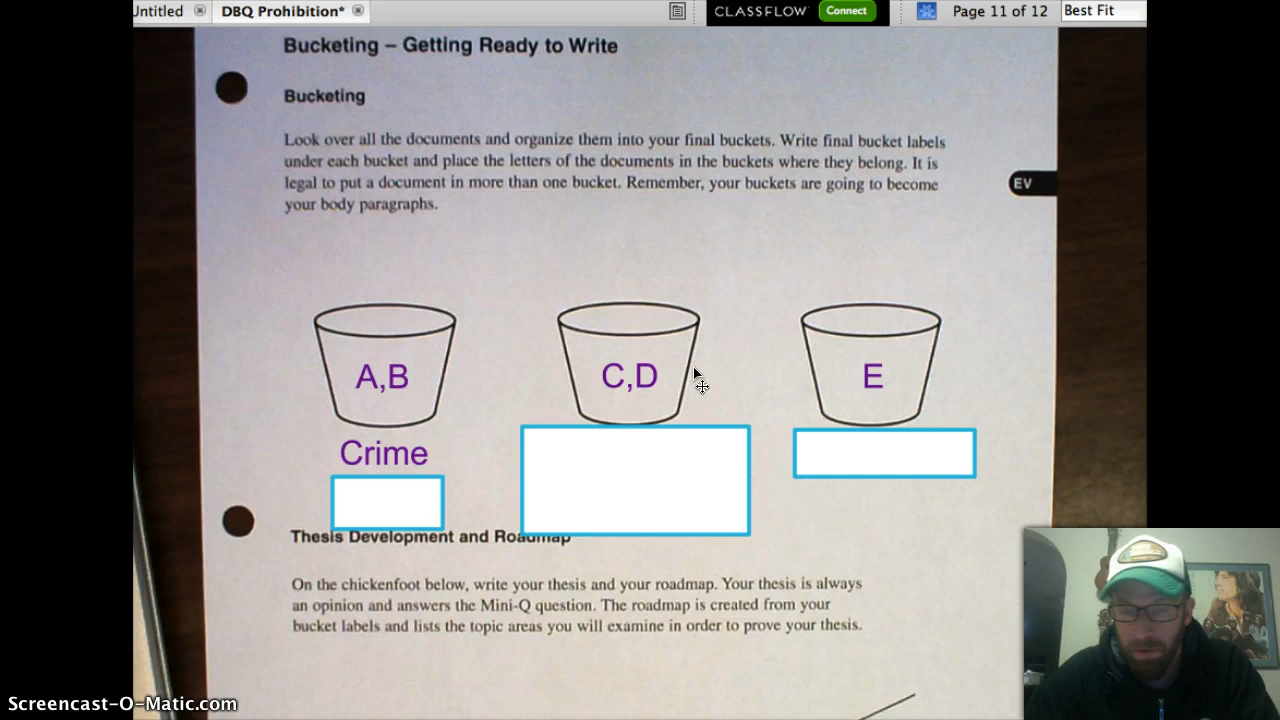 Untitled
DBQ Prohibition*
CLASSFLOW
Connect
Page 11 of 12
Best Fit
Bucketing – Getting Ready to Write
Bucketing
Look over all the documents and organize them into your final buckets. Write final bucket labels
under each bucket and place the letters of the documents in the buckets where they belong. It is
legal to put a document in more than one bucket. Remember, your buckets are going to become
your body paragraphs.
EV
A,B
C,D
E
Crime
Thesis Development and Roadmap
On the chickenfoot below, write your thesis and your roadmap. Your thesis is always
an opinion and answers the Mini-Q question. The roadmap is created from your
bucket labels and lists the topic areas you will examine in order to prove your thesis.
Screencast-O-Matic.com